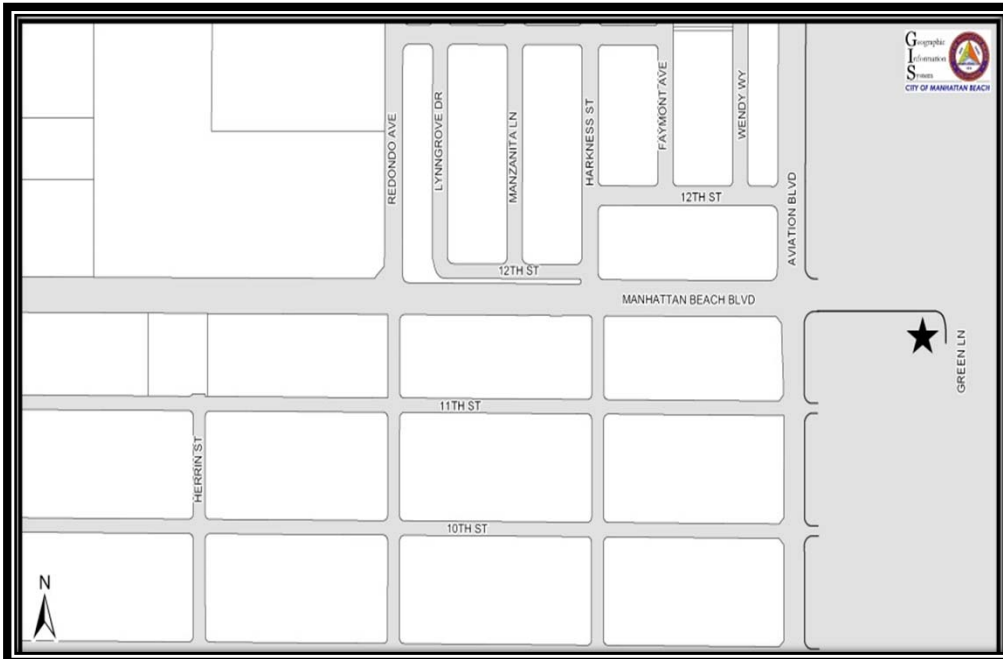 Geographic
Information
System
CITY OF MANHATTAN BEACH
REDONDO AVE
LYNNGROVE DR
MANZANITA LN
HARKNESS ST
FAYMONT AVE
WENDY WY
AVIATION BLVD
12TH ST
12TH ST
MANHATTAN BEACH BLVD
GREEN LN
11TH ST
HERRIN ST
10TH ST
N